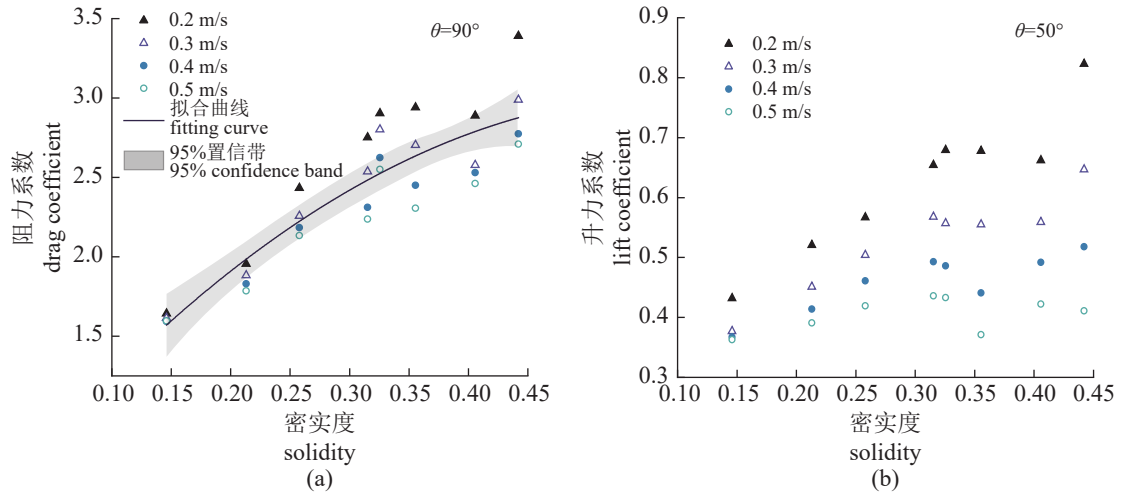 3.5
3.0
2.5
2.0
1.5
阻力系数
drag coefficient
0.2 m/s
0.3 m/s
0.4 m/s
0.5 m/s
拟合曲线
fitting curve
95%置信带
95% confidence band
θ=90°
0.10 0.15 0.20 0.25 0.30 0.35 0.40 0.45
密实度
solidity
(a)
0.9
0.8
0.7
0.6
0.5
0.4
0.3
升力系数
lift coefficient
0.2 m/s
0.3 m/s
0.4 m/s
0.5 m/s
θ=50°
0.10 0.15 0.20 0.25 0.30 0.35 0.40 0.45
密实度
solidity
(b)